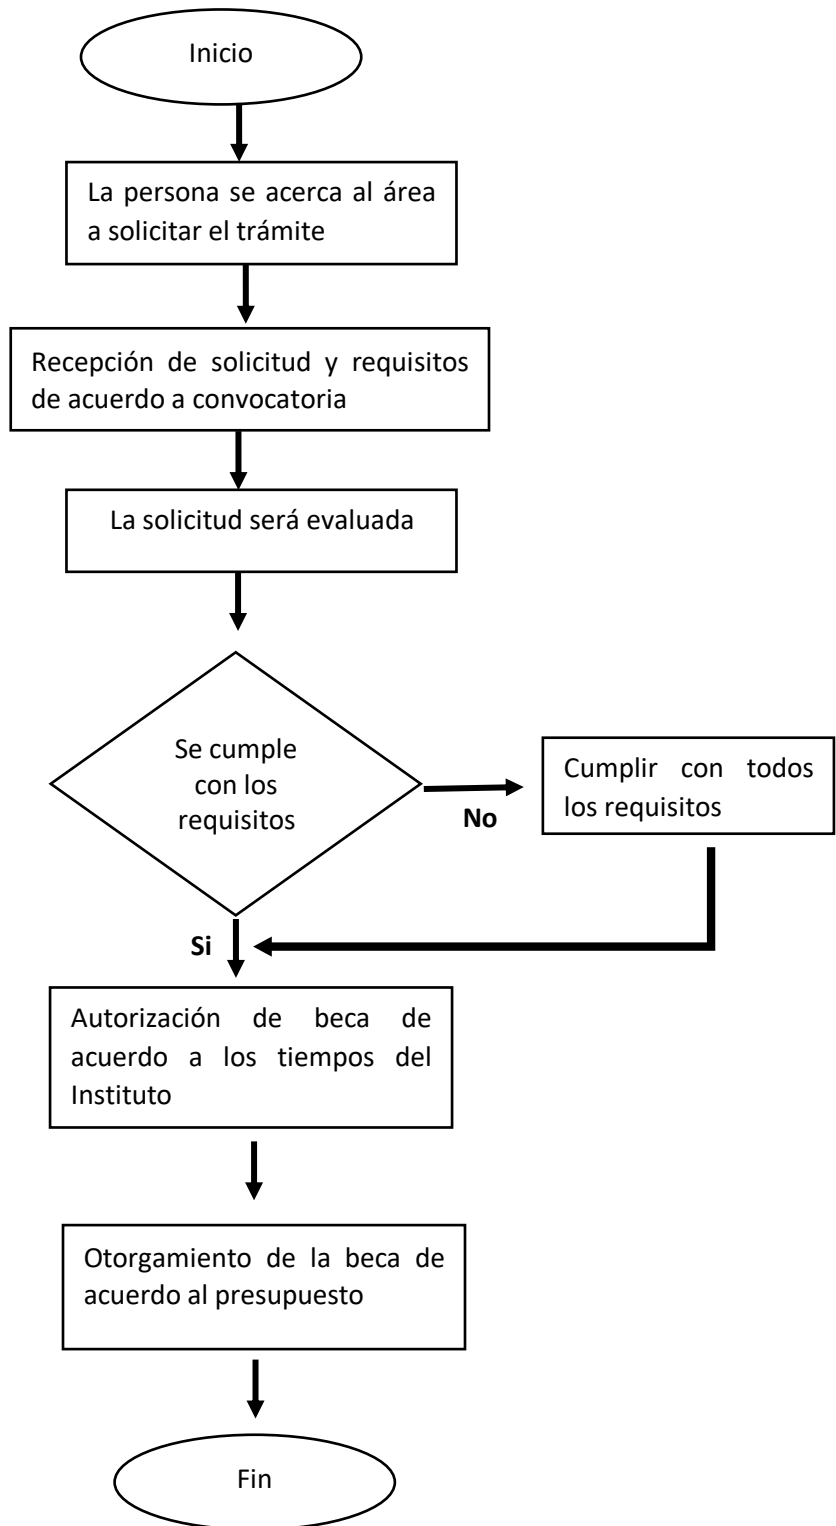 Inicio
La persona se acerca al área
a solicitar el trámite
Recepción de solicitud y requisitos
de acuerdo a convocatoria
La solicitud será evaluada
Se cumple
con los
requisitos
No
Cumplir con todos
los requisitos
Si
Autorización de beca de
acuerdo a los tiempos del
Instituto
Otorgamiento de la beca de
acuerdo al presupuesto
Fin